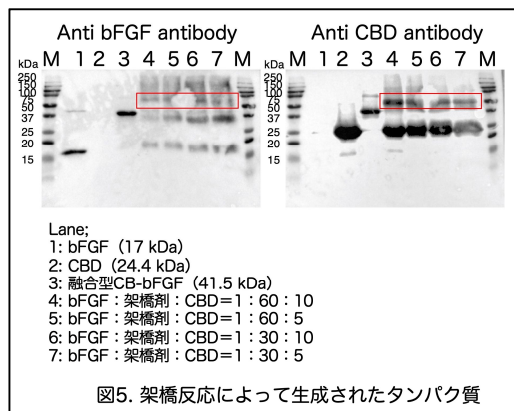 Anti bFGF antibody
kDa M 1 2 3 4 5 6 7 M
250
150
100
75
50
37
25
20
15
Anti CBD antibody
kDa M 1 2 3 4 5 6 7 M
250
150
100
75
50
37
25
20
15
Lane;
1: bFGF（17 kDa）
2: CBD（24.4 kDa）
3: 融合型CB-bFGF（41.5 kDa）
4: bFGF：架橋剤：CBD＝1：60：10
5: bFGF：架橋剤：CBD＝1：60：5
6: bFGF：架橋剤：CBD＝1：30：10
7: bFGF：架橋剤：CBD＝1：30：5
図5. 架橋反応によって生成されたタンパク質